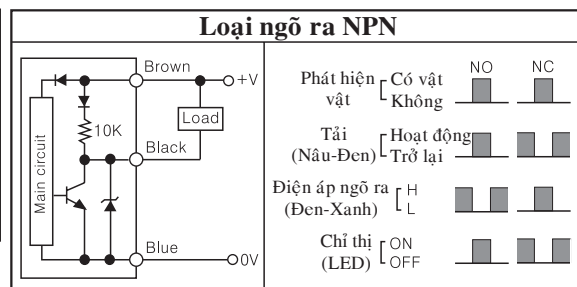 Loại ngõ ra NPN
Brown
+V
10K
Load
Black
Main circuit
Blue
0V
NO
NC
Phát hiện
vật
Có vật
Không
Tải
(Nâu-Đen)
Hoạt động
Trở lại
Điện áp ngõ ra
(Đen-Xanh)
H
L
Chỉ thị
(LED)
ON
OFF